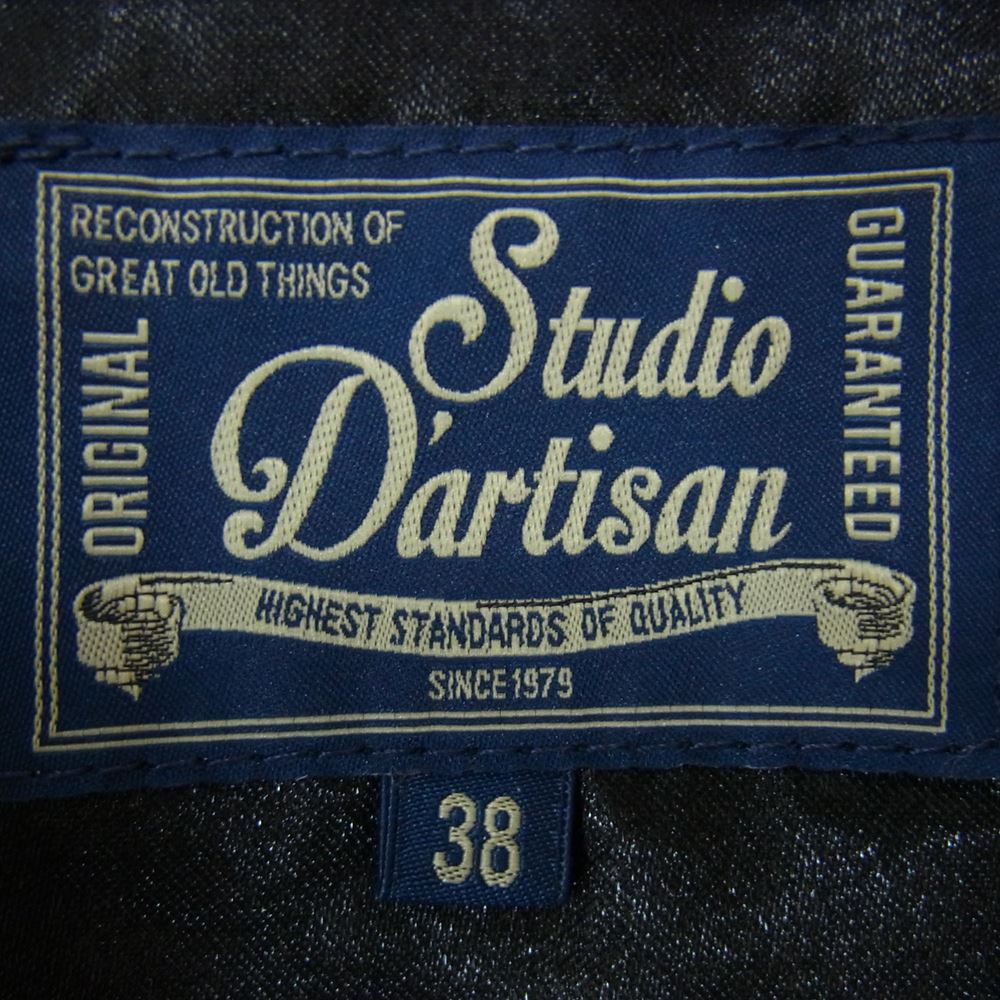 RECONSTRUCTION OF
GREAT OLD THINGS
ORIGINAL
Studio
D'artisan
GUARANTEED
HIGHEST STANDARDS OF QUALITY
SINCE 1979
38